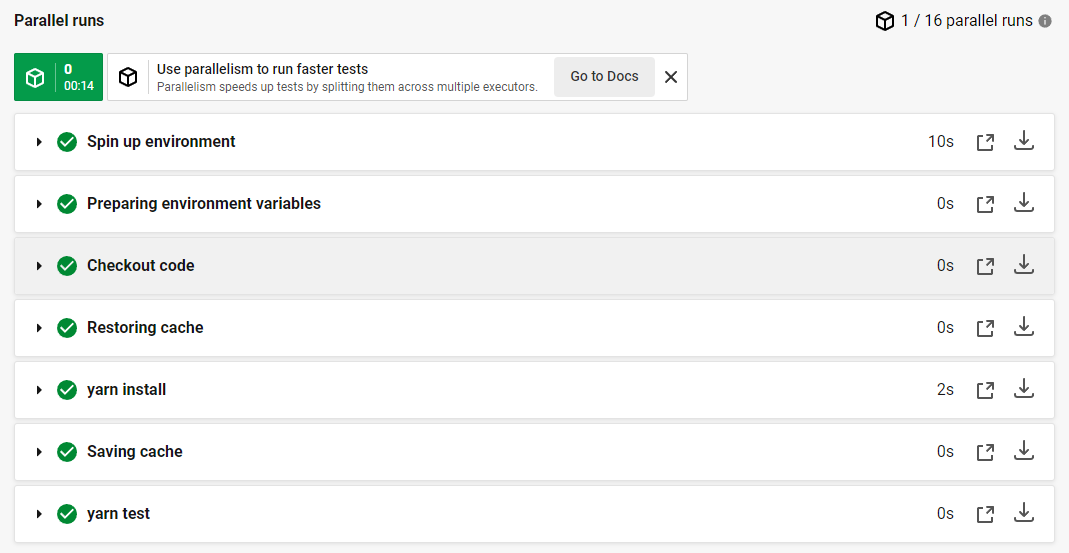 Parallel runs
1 / 16 parallel runs
0
00:14
Use parallelism to run faster tests
Parallelism speeds up tests by splitting them across multiple executors.
Go to Docs
Spin up environment 10s
Preparing environment variables 0s
Checkout code 0s
Restoring cache 0s
yarn install 2s
Saving cache 0s
yarn test 0s